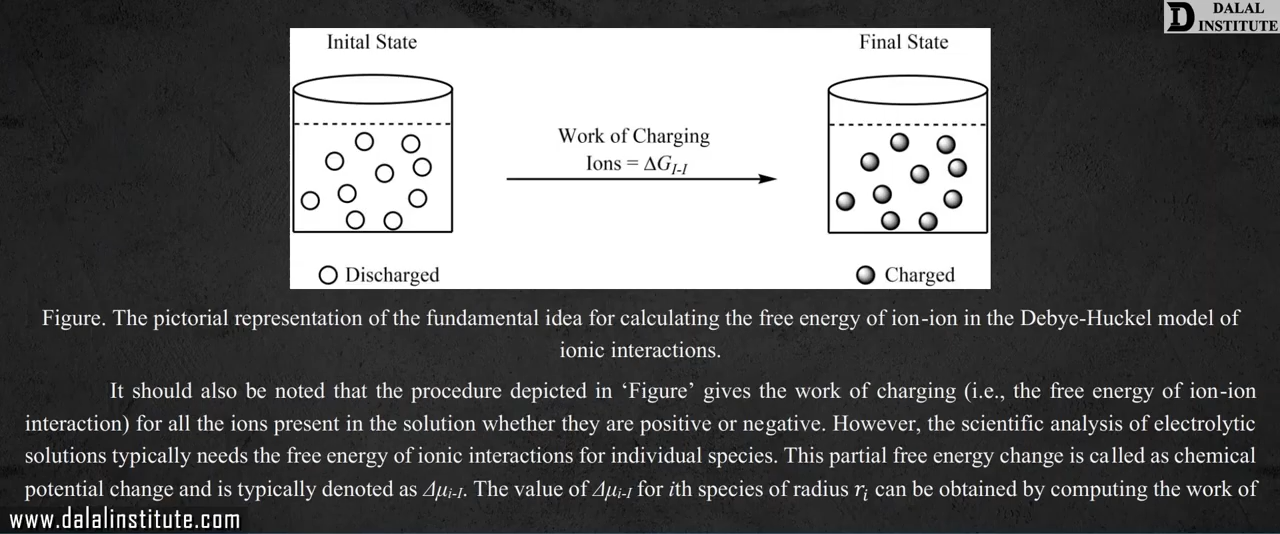 DALAL
INSTITUTE
Inital State
Final State
Work of Charging
Ions = ΔG_I-I
Discharged
Charged
Figure. The pictorial representation of the fundamental idea for calculating the free energy of ion-ion in the Debye-Huckel model of
ionic interactions.
It should also be noted that the procedure depicted in ‘Figure’ gives the work of charging (i.e., the free energy of ion-ion
interaction) for all the ions present in the solution whether they are positive or negative. However, the scientific analysis of electrolytic
solutions typically needs the free energy of ionic interactions for individual species. This partial free energy change is called as chemical
potential change and is typically denoted as Δμ_i-I. The value of Δμ_i-I for ith species of radius r_i can be obtained by computing the work of
www.dalalinstitute.com